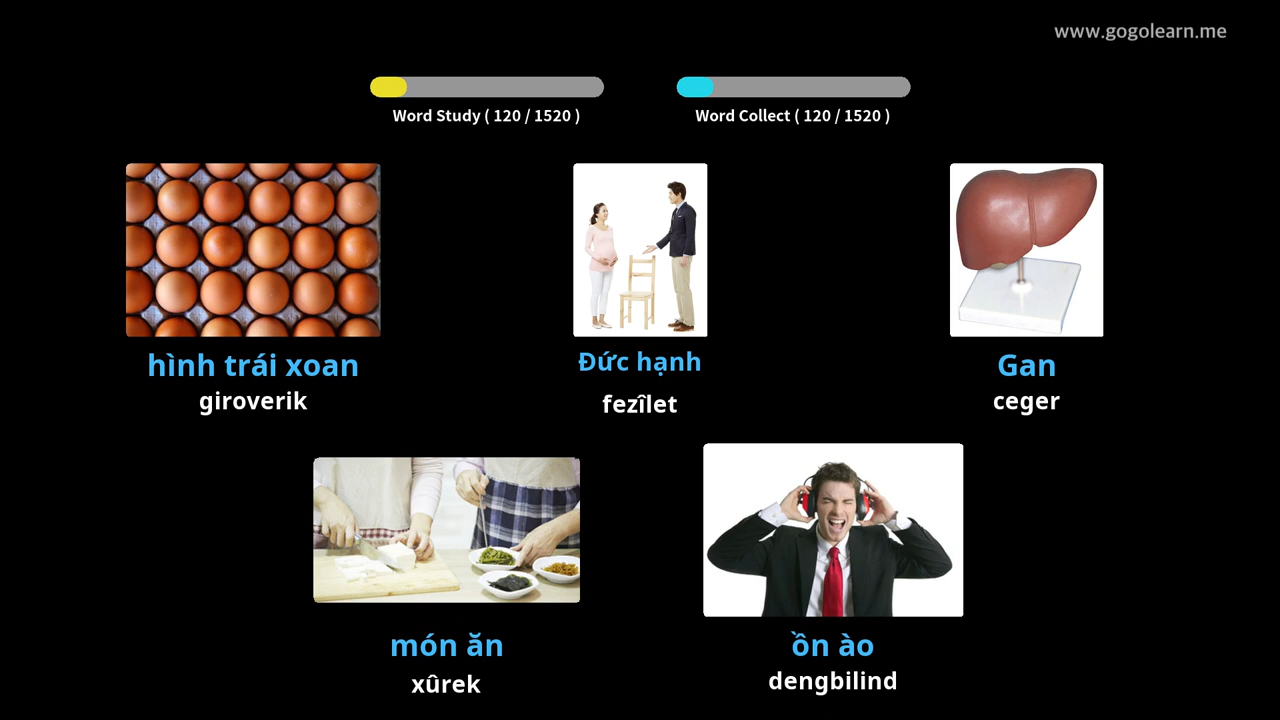 www.gogolearn.me
Word Study ( 120 / 1520 )
Word Collect ( 120 / 1520 )
hình trái xoan
giroverik
Đức hạnh
fezîlet
Gan
ceger
món ăn
xûrek
ồn ào
dengbilind